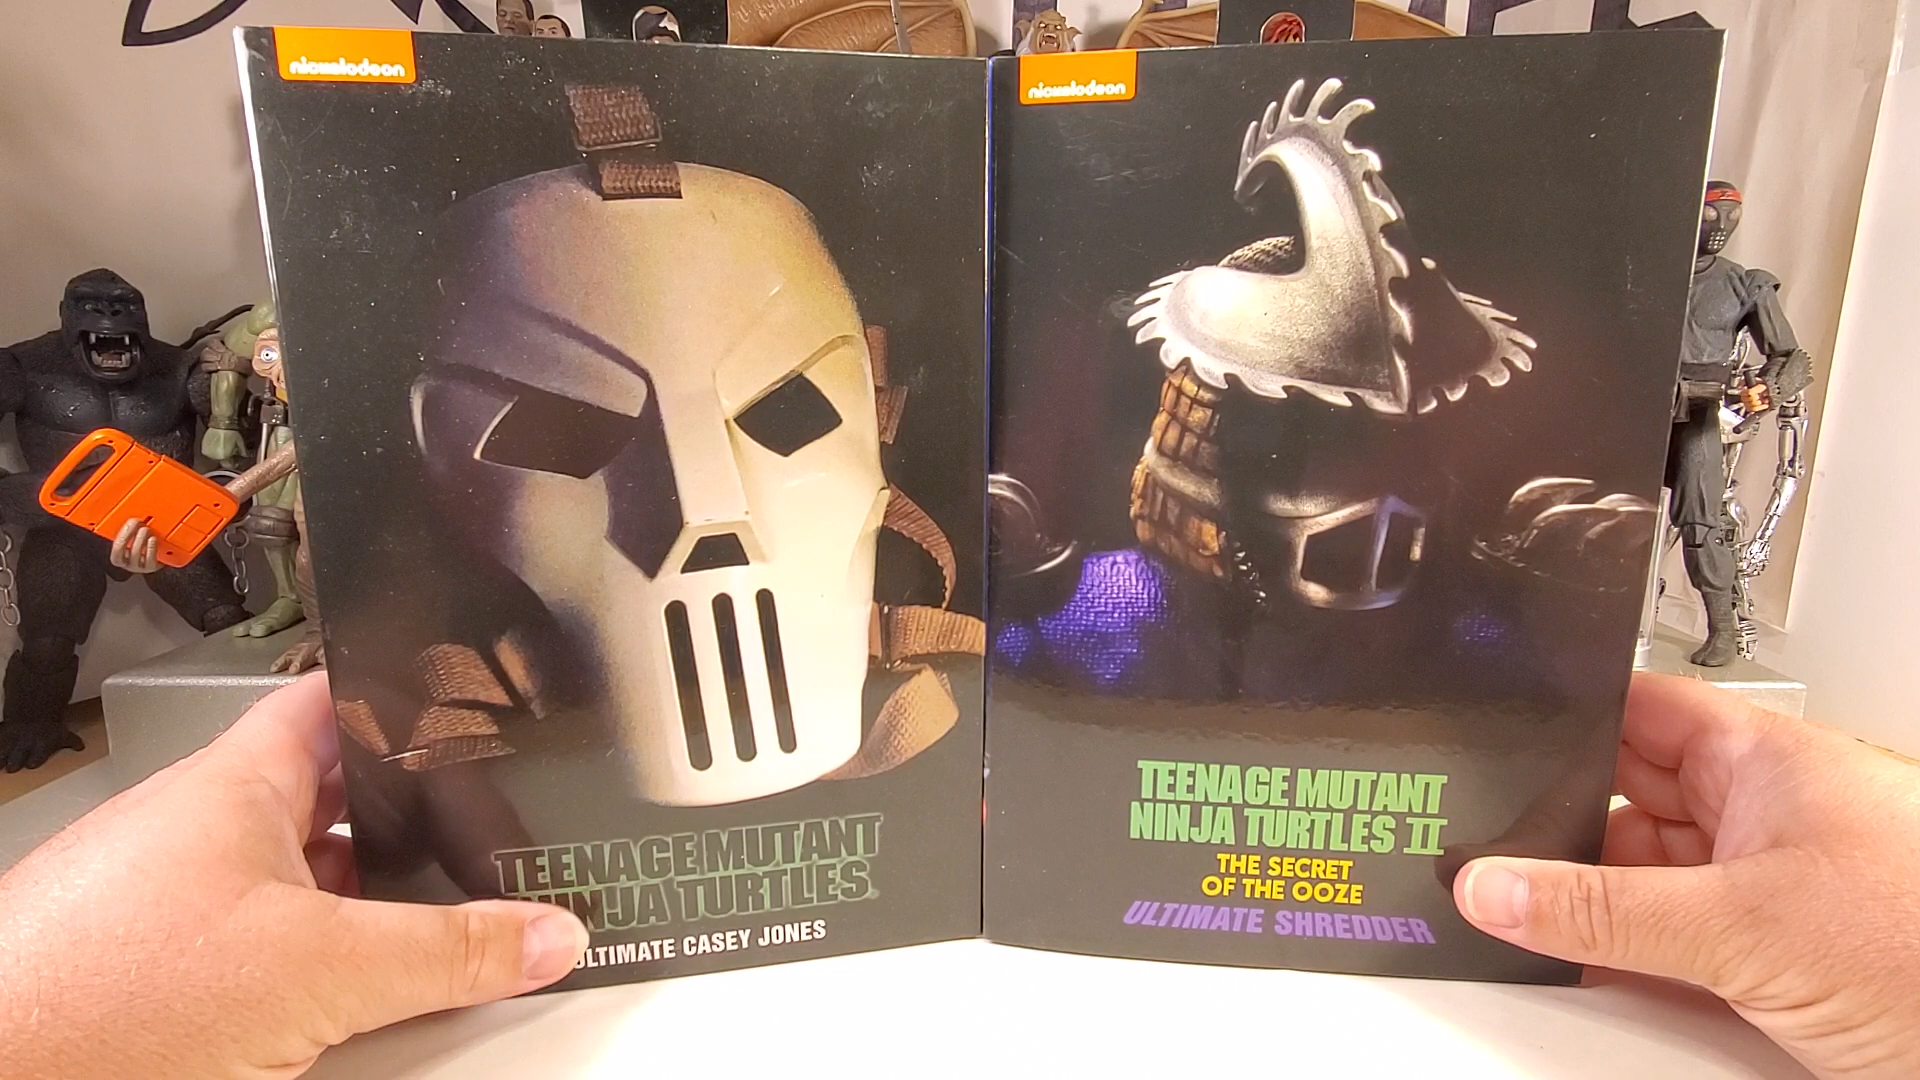 nickelodeon
TEENAGE MUTANT
NINJA TURTLES
ULTIMATE CASEY JONES
nickelodeon
TEENAGE MUTANT
NINJA TURTLES II
THE SECRET
OF THE OOZE
ULTIMATE SHREDDER